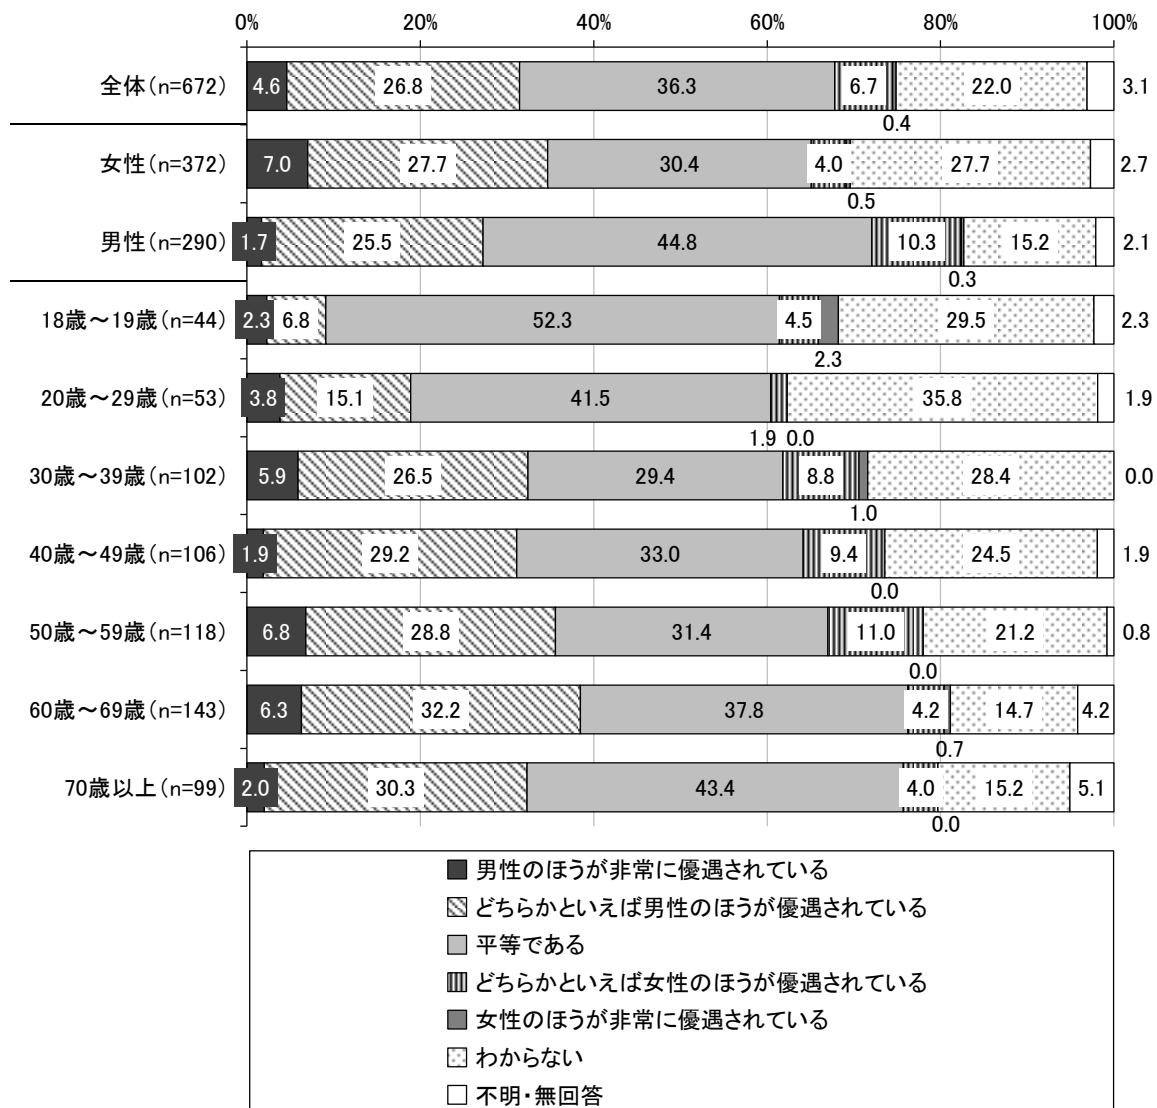 0% 20% 40% 60% 80% 100%
全体(n=672) 4.6 26.8 36.3 6.7 22.0 3.1
0.4
女性(n=372) 7.0 27.7 30.4 4.0 27.7 2.7
0.5
男性(n=290) 1.7 25.5 44.8 10.3 15.2 2.1
0.3
18歳～19歳(n=44) 2.3 6.8 52.3 4.5 29.5 2.3
2.3
20歳～29歳(n=53) 3.8 15.1 41.5 35.8 1.9
1.9 0.0
30歳～39歳(n=102) 5.9 26.5 29.4 8.8 28.4 0.0
1.0
40歳～49歳(n=106) 1.9 29.2 33.0 9.4 24.5 1.9
0.0
50歳～59歳(n=118) 6.8 28.8 31.4 11.0 21.2 0.8
0.0
60歳～69歳(n=143) 6.3 32.2 37.8 4.2 14.7 4.2
0.7
70歳以上(n=99) 2.0 30.3 43.4 4.0 15.2 5.1
0.0
男性のほうが非常に優遇されている
どちらかといえば男性のほうが優遇されている
平等である
どちらかといえば女性のほうが優遇されている
女性のほうが非常に優遇されている
わからない
不明・無回答